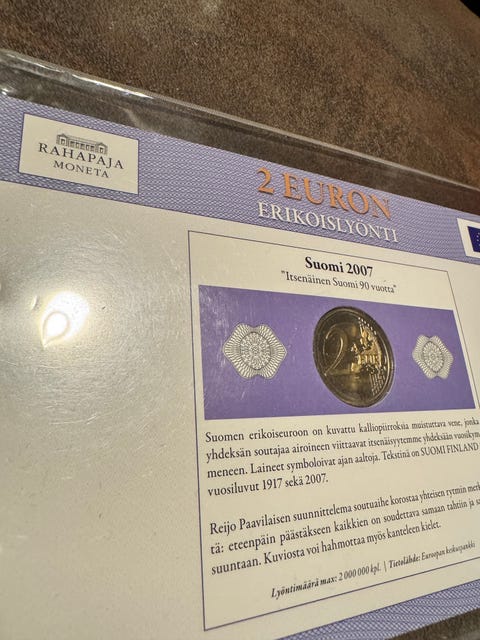 RAHAPAJA
MONETA
2 EURON
ERIKOISLYÖNTI
Suomi 2007
"Itsenäinen Suomi 90 vuotta"
2
Suomen erikoiseuroon on kuvattu kalliopiirroksia muistuttava vene, jonka
yhdeksän soutajaa airoineen viittaavat itsenäisyytemme yhdeksään vuosikym
meneen. Laineet symboloivat ajan aaltoja. Tekstinä on SUOMI FINLAND
vuosiluvut 1917 sekä 2007.
Reijo Paavilaisen suunnittelema soutuaihe korostaa yhteisen rytmin merk
tä: eteenpäin päästäkseen kaikkien on soudettava samaan tahtiin ja
suuntaan. Kuviosta voi hahmottaa myös kanteleen kielet.
Lyöntimäärä max: 2 000 000 kpl. | Tietolähde: Euroopan keskuspankki